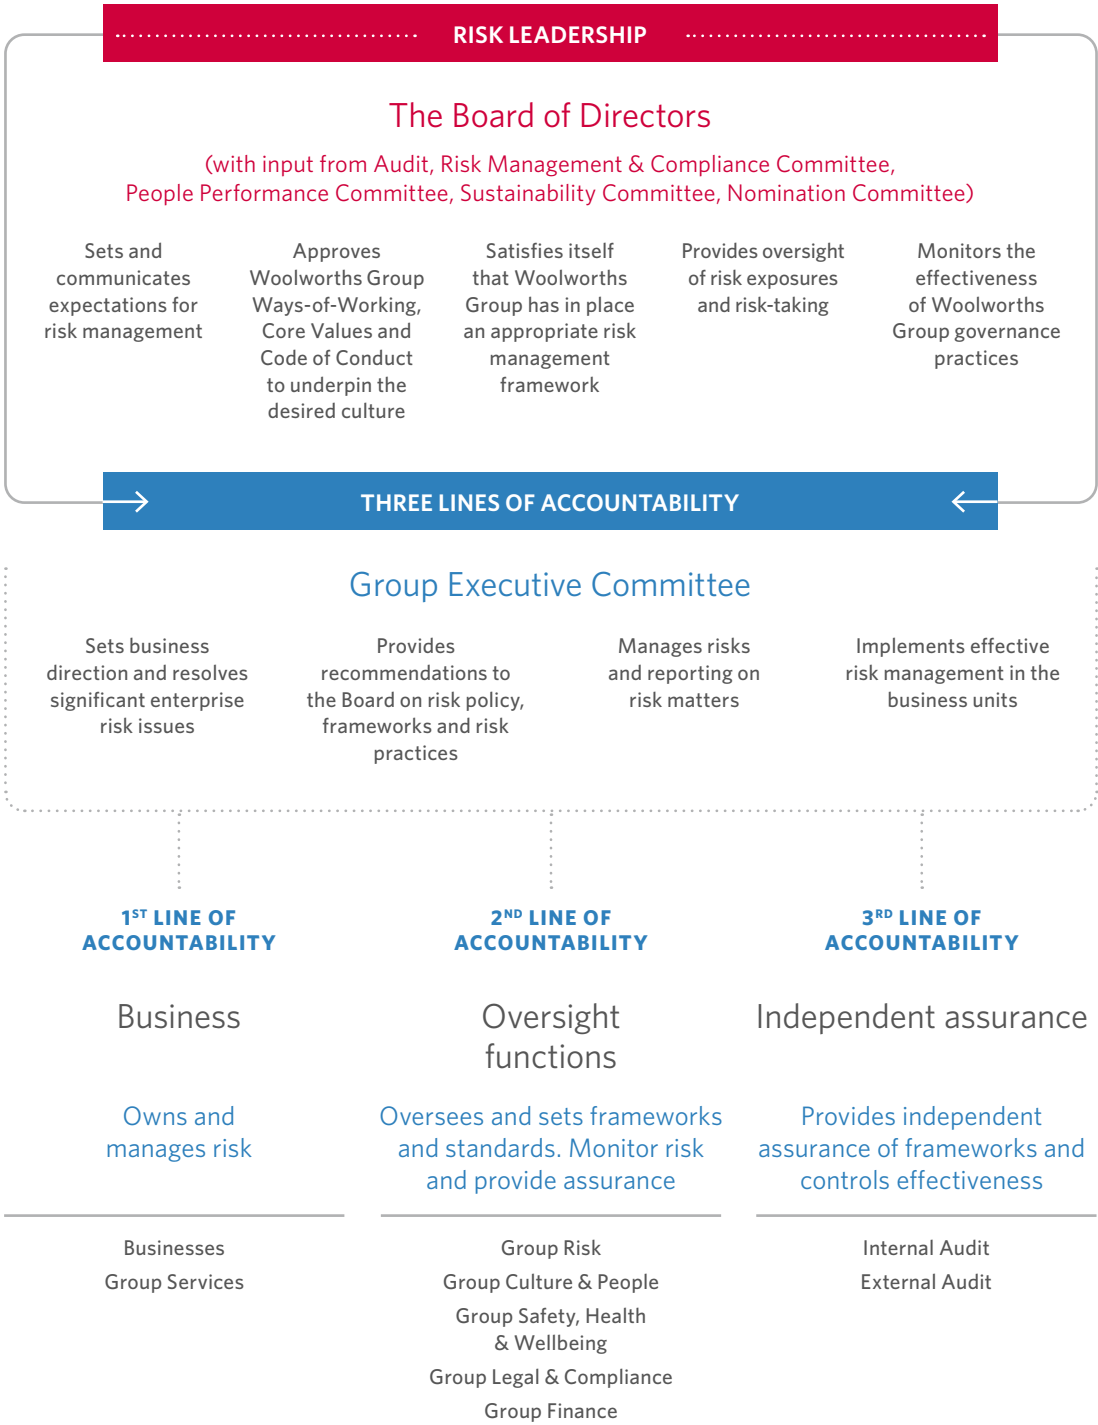 RISK LEADERSHIP
The Board of Directors
(with input from Audit, Risk Management & Compliance Committee,
People Performance Committee, Sustainability Committee, Nomination Committee)
Sets and
communicates
expectations for
risk management
Approves
Woolworths Group
Ways-of-Working,
Core Values and
Code of Conduct
to underpin the
desired culture
Satisfies itself
that Woolworths
Group has in place
an appropriate risk
management
framework
Provides oversight
of risk exposures
and risk-taking
Monitors the
effectiveness
of Woolworths
Group governance
practices
THREE LINES OF ACCOUNTABILITY
Group Executive Committee
Sets business
direction and resolves
significant enterprise
risk issues
Provides
recommendations to
the Board on risk policy,
frameworks and risk
practices
Manages risks
and reporting on
risk matters
Implements effective
risk management in the
business units
1ST LINE OF
ACCOUNTABILITY
Business
Owns and
manages risk
Businesses
Group Services
2ND LINE OF
ACCOUNTABILITY
Oversight
functions
Oversees and sets frameworks
and standards. Monitor risk
and provide assurance
Group Risk
Group Culture & People
Group Safety, Health
& Wellbeing
Group Legal & Compliance
Group Finance
3RD LINE OF
ACCOUNTABILITY
Independent assurance
Provides independent
assurance of frameworks and
controls effectiveness
Internal Audit
External Audit